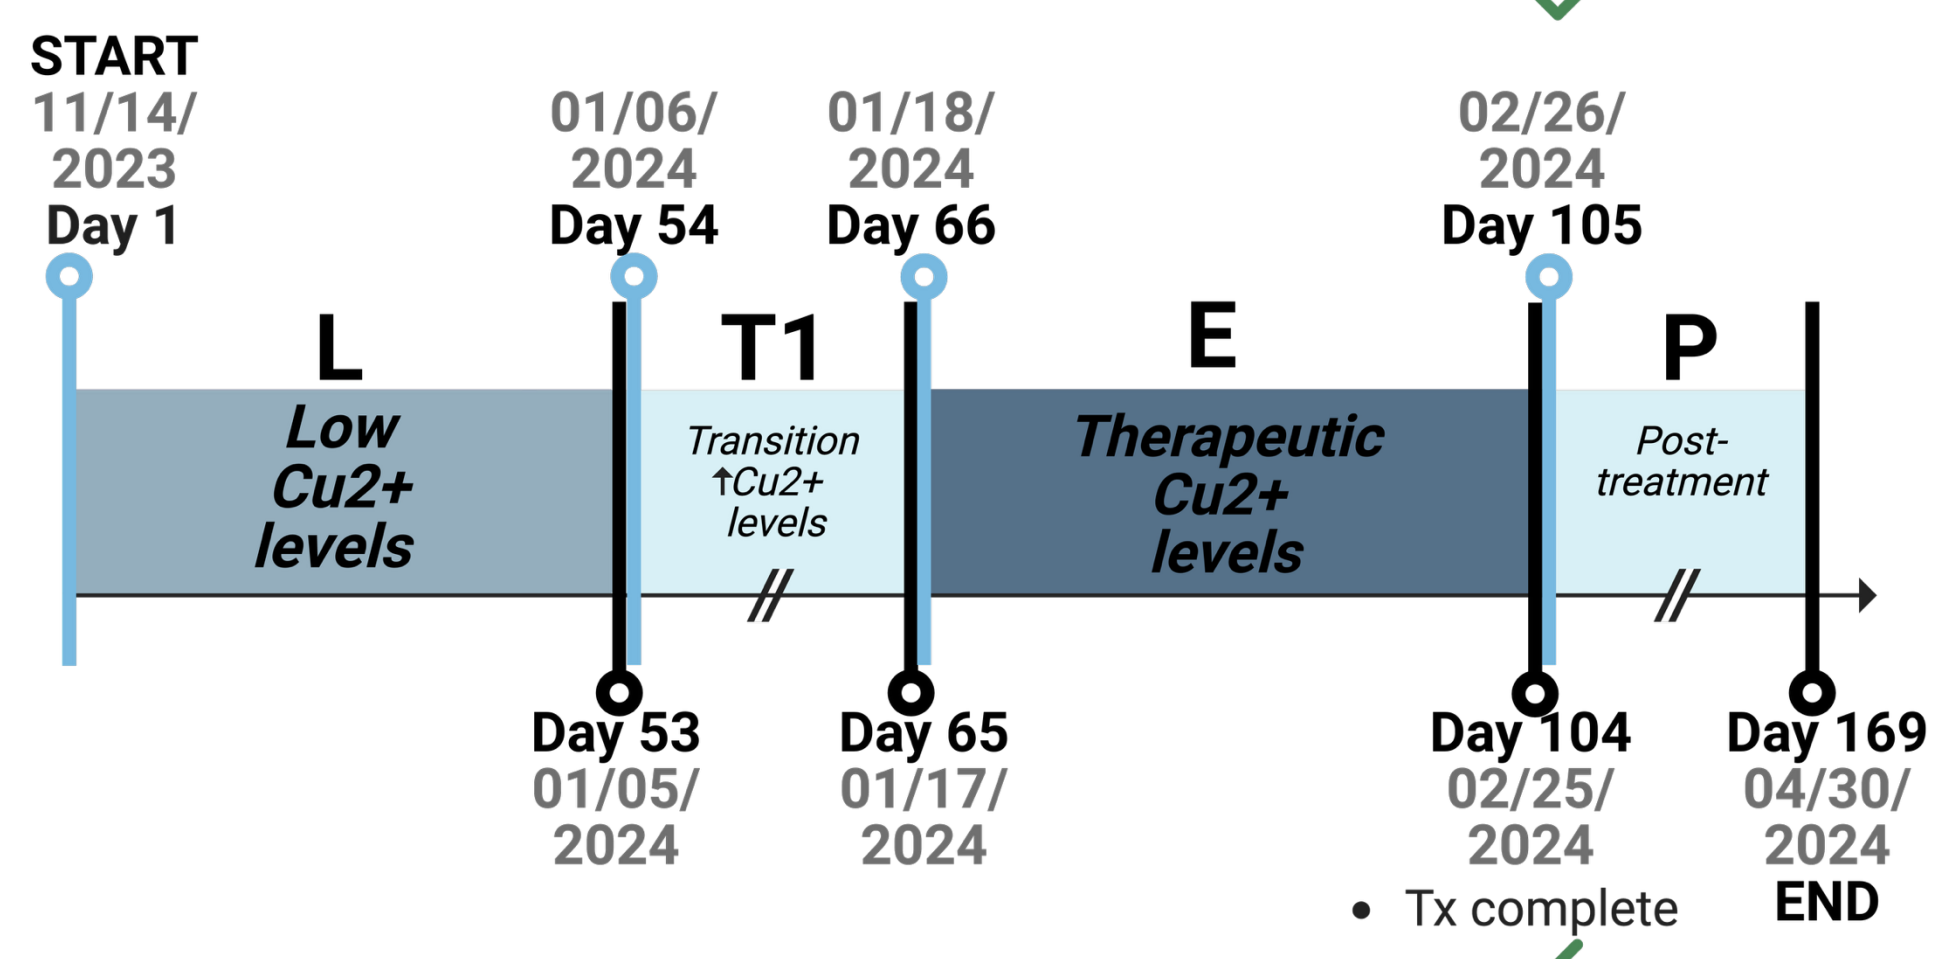 START
11/14/
2023
Day 1
01/06/
2024
Day 54
01/18/
2024
Day 66
02/26/
2024
Day 105
L
T1
E
P
Low
Cu2+
levels
Transition
↑Cu2+
levels
Therapeutic
Cu2+
levels
Post-
treatment
Day 53
01/05/
2024
Day 65
01/17/
2024
Day 104
02/25/
2024
• Tx complete
Day 169
04/30/
2024
END